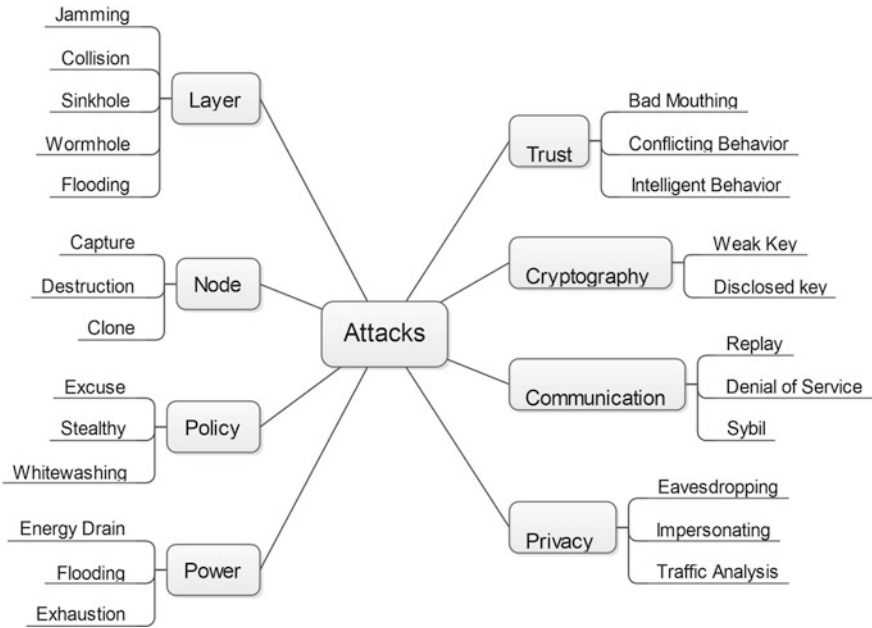 Attacks
Layer
Jamming
Collision
Sinkhole
Wormhole
Flooding
Node
Capture
Destruction
Clone
Policy
Excuse
Stealthy
Whitewashing
Power
Energy Drain
Flooding
Exhaustion
Trust
Bad Mouthing
Conflicting Behavior
Intelligent Behavior
Cryptography
Weak Key
Disclosed key
Communication
Replay
Denial of Service
Sybil
Privacy
Eavesdropping
Impersonating
Traffic Analysis